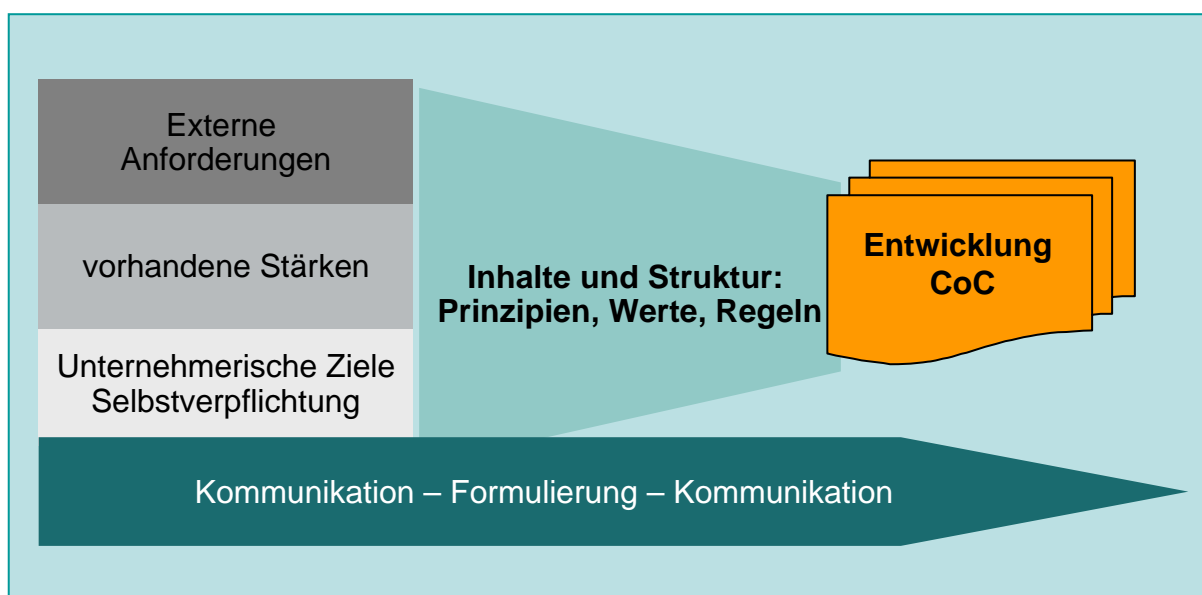 Externe
Anforderungen
vorhandene Stärken
Unternehmerische Ziele
Selbstverpflichtung
Inhalte und Struktur:
Prinzipien, Werte, Regeln
Entwicklung
CoC
Kommunikation – Formulierung – Kommunikation